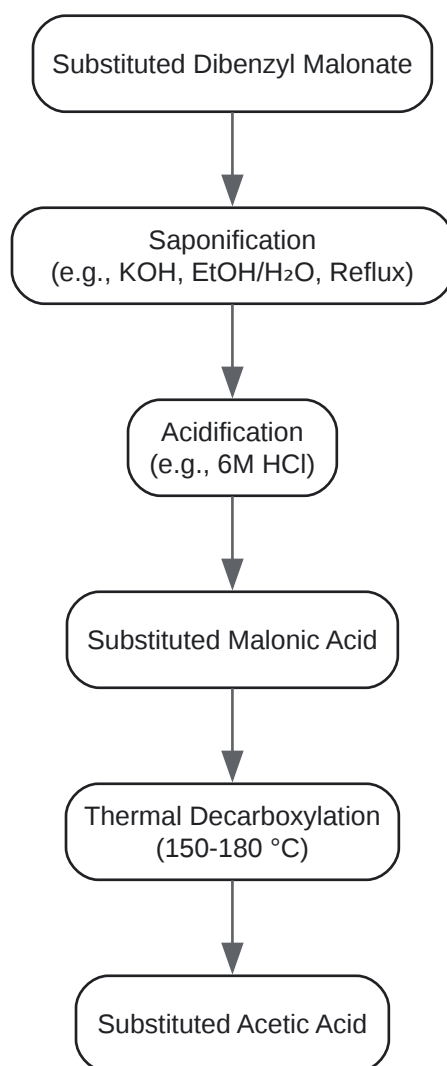 Substituted Dibenzyl Malonate
Saponification
(e.g., KOH, EtOH/H₂O, Reflux)
Acidification
(e.g., 6M HCl)
Substituted Malonic Acid
Thermal Decarboxylation
(150-180 °C)
Substituted Acetic Acid